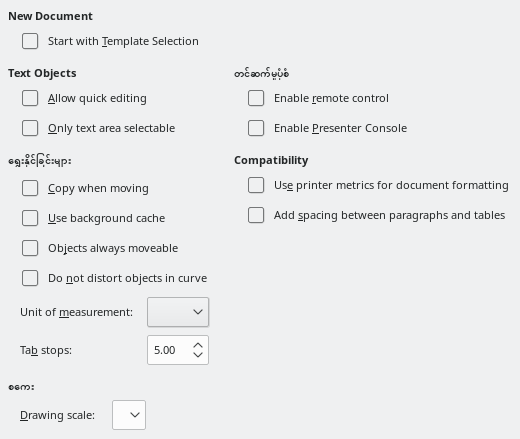 New Document
Start with Template Selection
Text Objects
Allow quick editing
Only text area selectable
ရွေးနိုင်ခြင်းများ
Copy when moving
Use background cache
Objects always moveable
Do not distort objects in curve
Unit of measurement:
Tab stops: 5.00
စကေး
Drawing scale:
တင်ဆက်မှုပုံစံ
Enable remote control
Enable Presenter Console
Compatibility
Use printer metrics for document formatting
Add spacing between paragraphs and tables